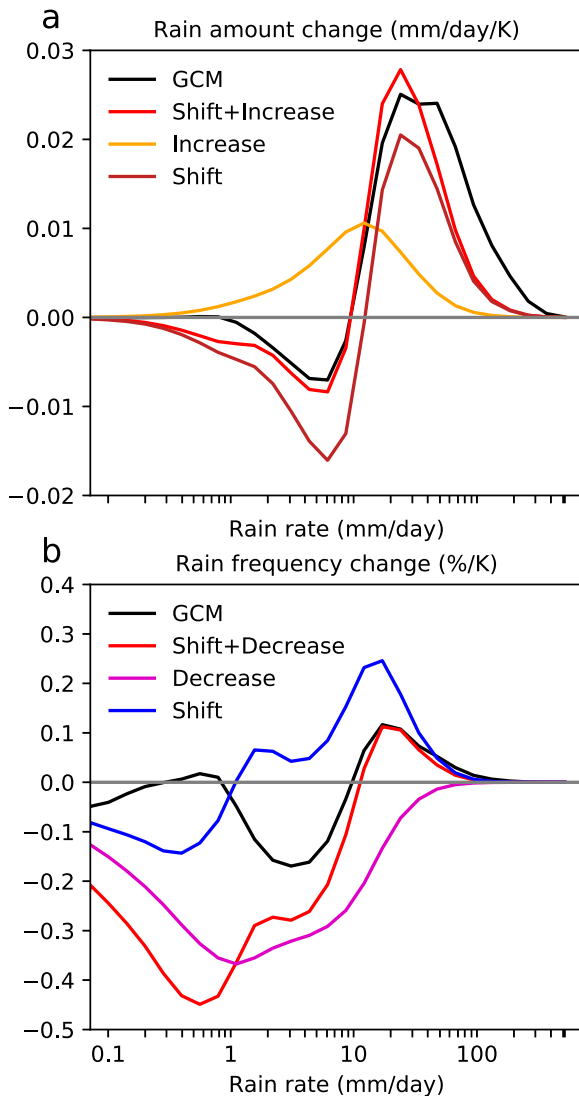 a
Rain amount change (mm/day/K)
0.03
0.02
0.01
0.00
−0.01
−0.02
GCM
Shift+Increase
Increase
Shift
Rain rate (mm/day)
b
Rain frequency change (%/K)
0.4
0.3
0.2
0.1
0.0
−0.1
−0.2
−0.3
−0.4
−0.5
GCM
Shift+Decrease
Decrease
Shift
0.1 1 10 100
Rain rate (mm/day)